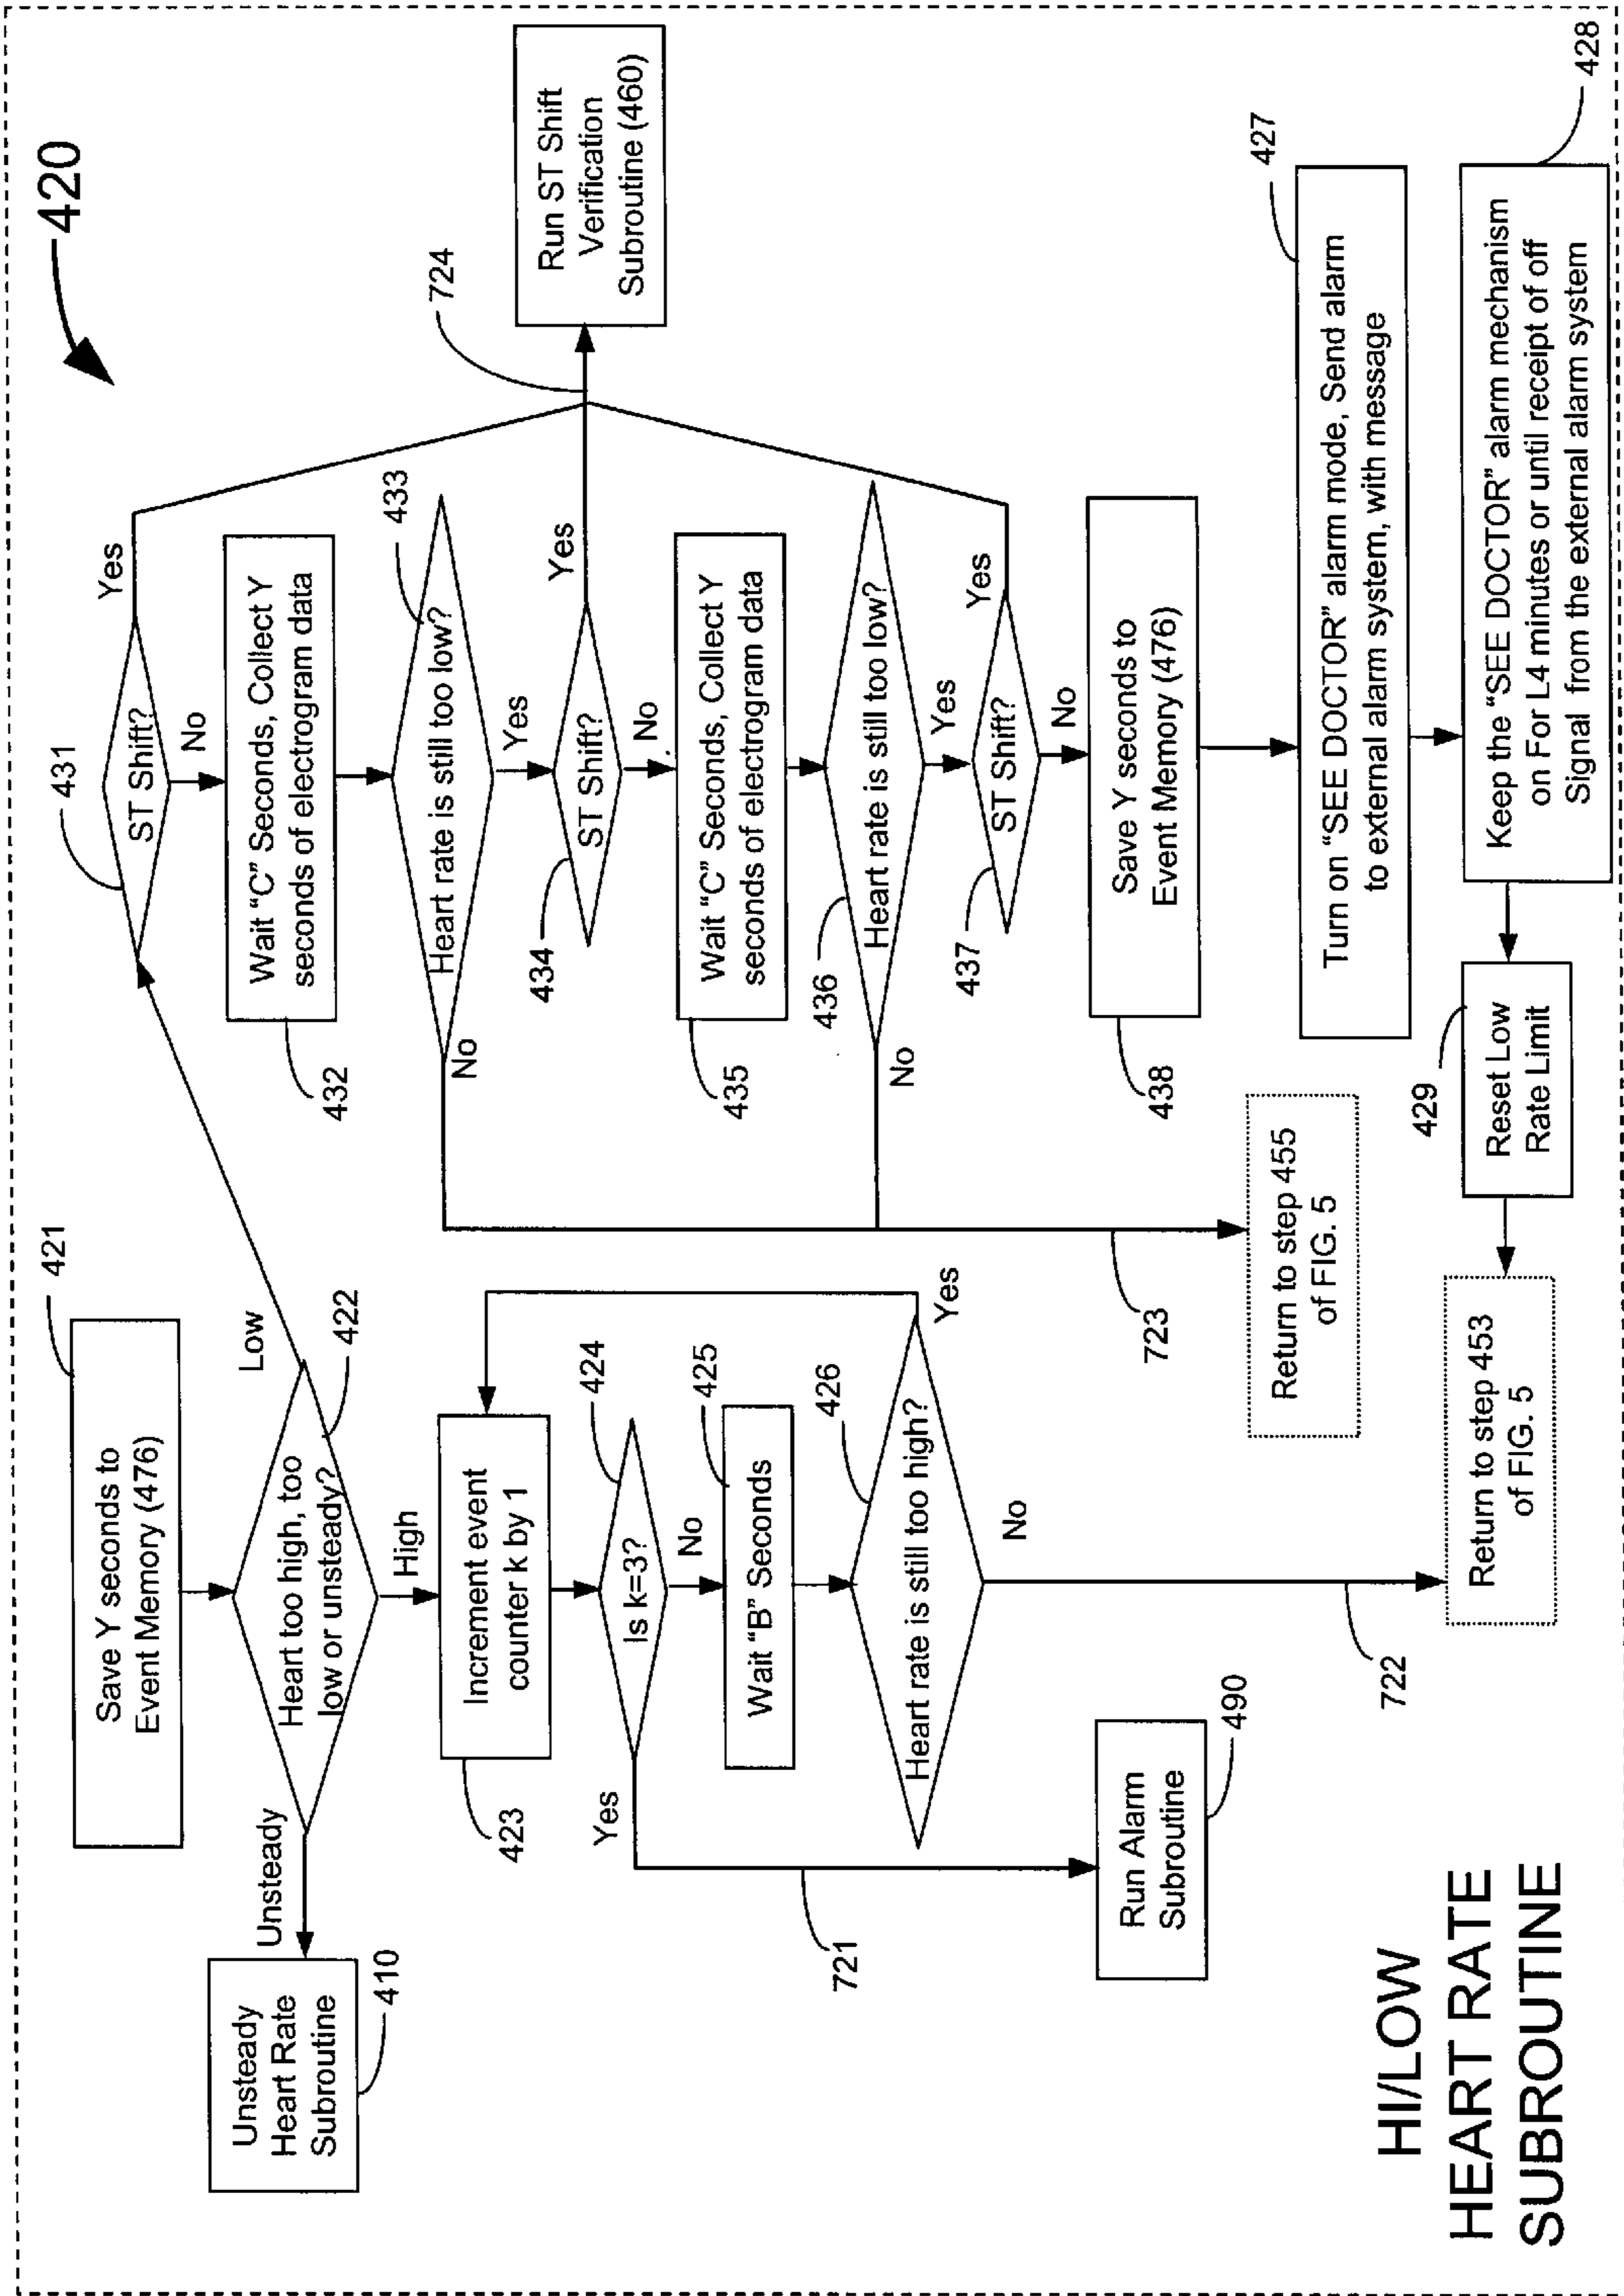 420
421
Save Y seconds to
Event Memory (476)
Heart too high, too
low or unsteady?
422
Unsteady
Low
High
Unsteady
Heart Rate
Subroutine
410
Increment event
counter k by 1
423
Is k=3?
424
Yes
No
Wait "B" Seconds
425
Heart rate is still too high?
426
Yes
No
721
Run Alarm
Subroutine
490
722
Return to step 453
of FIG. 5
431
ST Shift?
Yes
No
Wait "C" Seconds, Collect Y
seconds of electrogram data
432
Heart rate is still too low?
433
No
Yes
ST Shift?
434
Yes
No
724
Run ST Shift
Verification
Subroutine (460)
Wait "C" Seconds, Collect Y
seconds of electrogram data
435
Heart rate is still too low?
436
No
Yes
ST Shift?
437
Yes
No
Save Y seconds to
Event Memory (476)
438
723
Return to step 455
of FIG. 5
427
Turn on "SEE DOCTOR" alarm mode, Send alarm
to external alarm system, with message
428
Keep the "SEE DOCTOR" alarm mechanism
on For L4 minutes or until receipt of off
Signal from the external alarm system
429
Reset Low
Rate Limit
HI/LOW
HEART RATE
SUBROUTINE